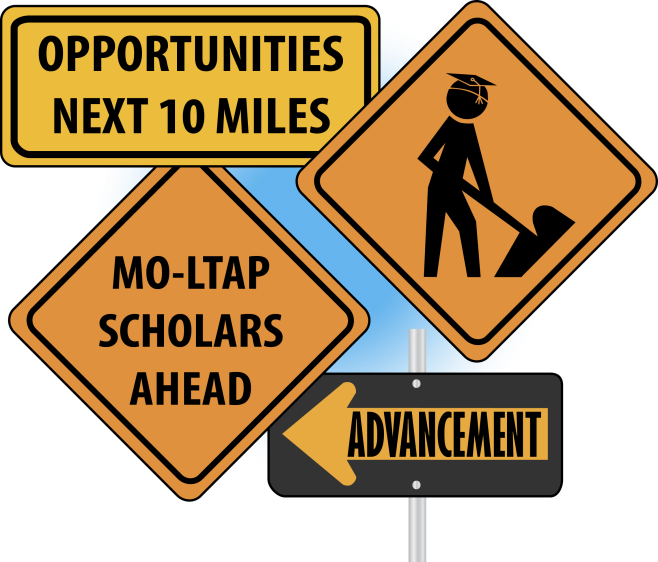 OPPORTUNITIES
NEXT 10 MILES
MO-LTAP
SCHOLARS
AHEAD
ADVANCEMENT